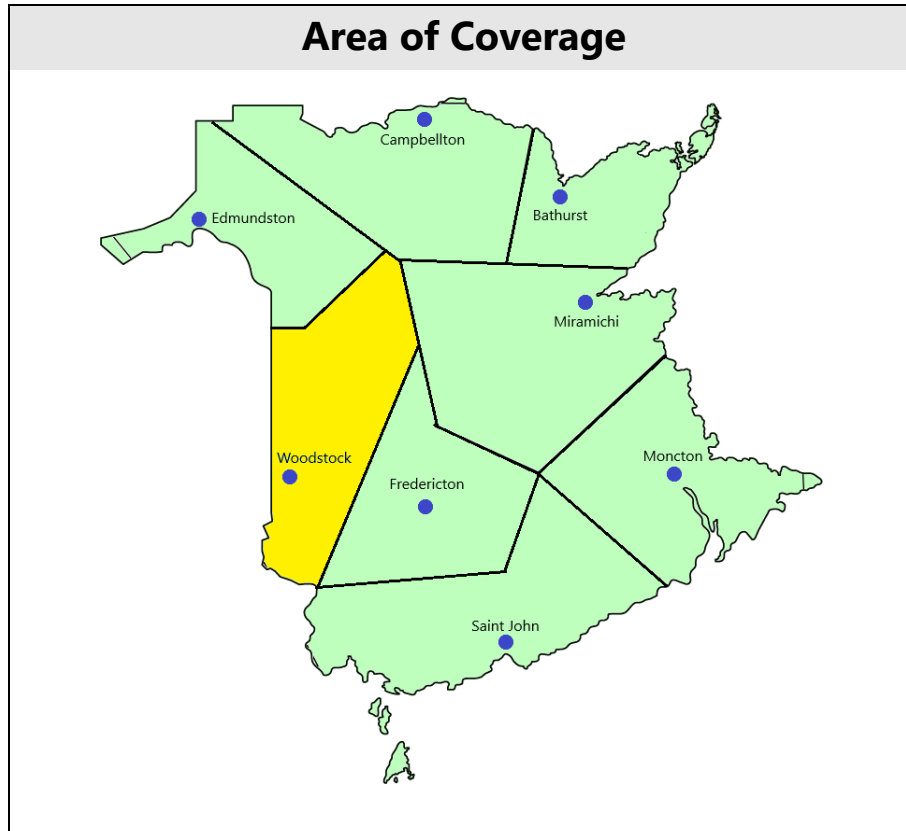 Area of Coverage
Campbellton
Edmundston
Bathurst
Miramichi
Woodstock
Moncton
Fredericton
Saint John